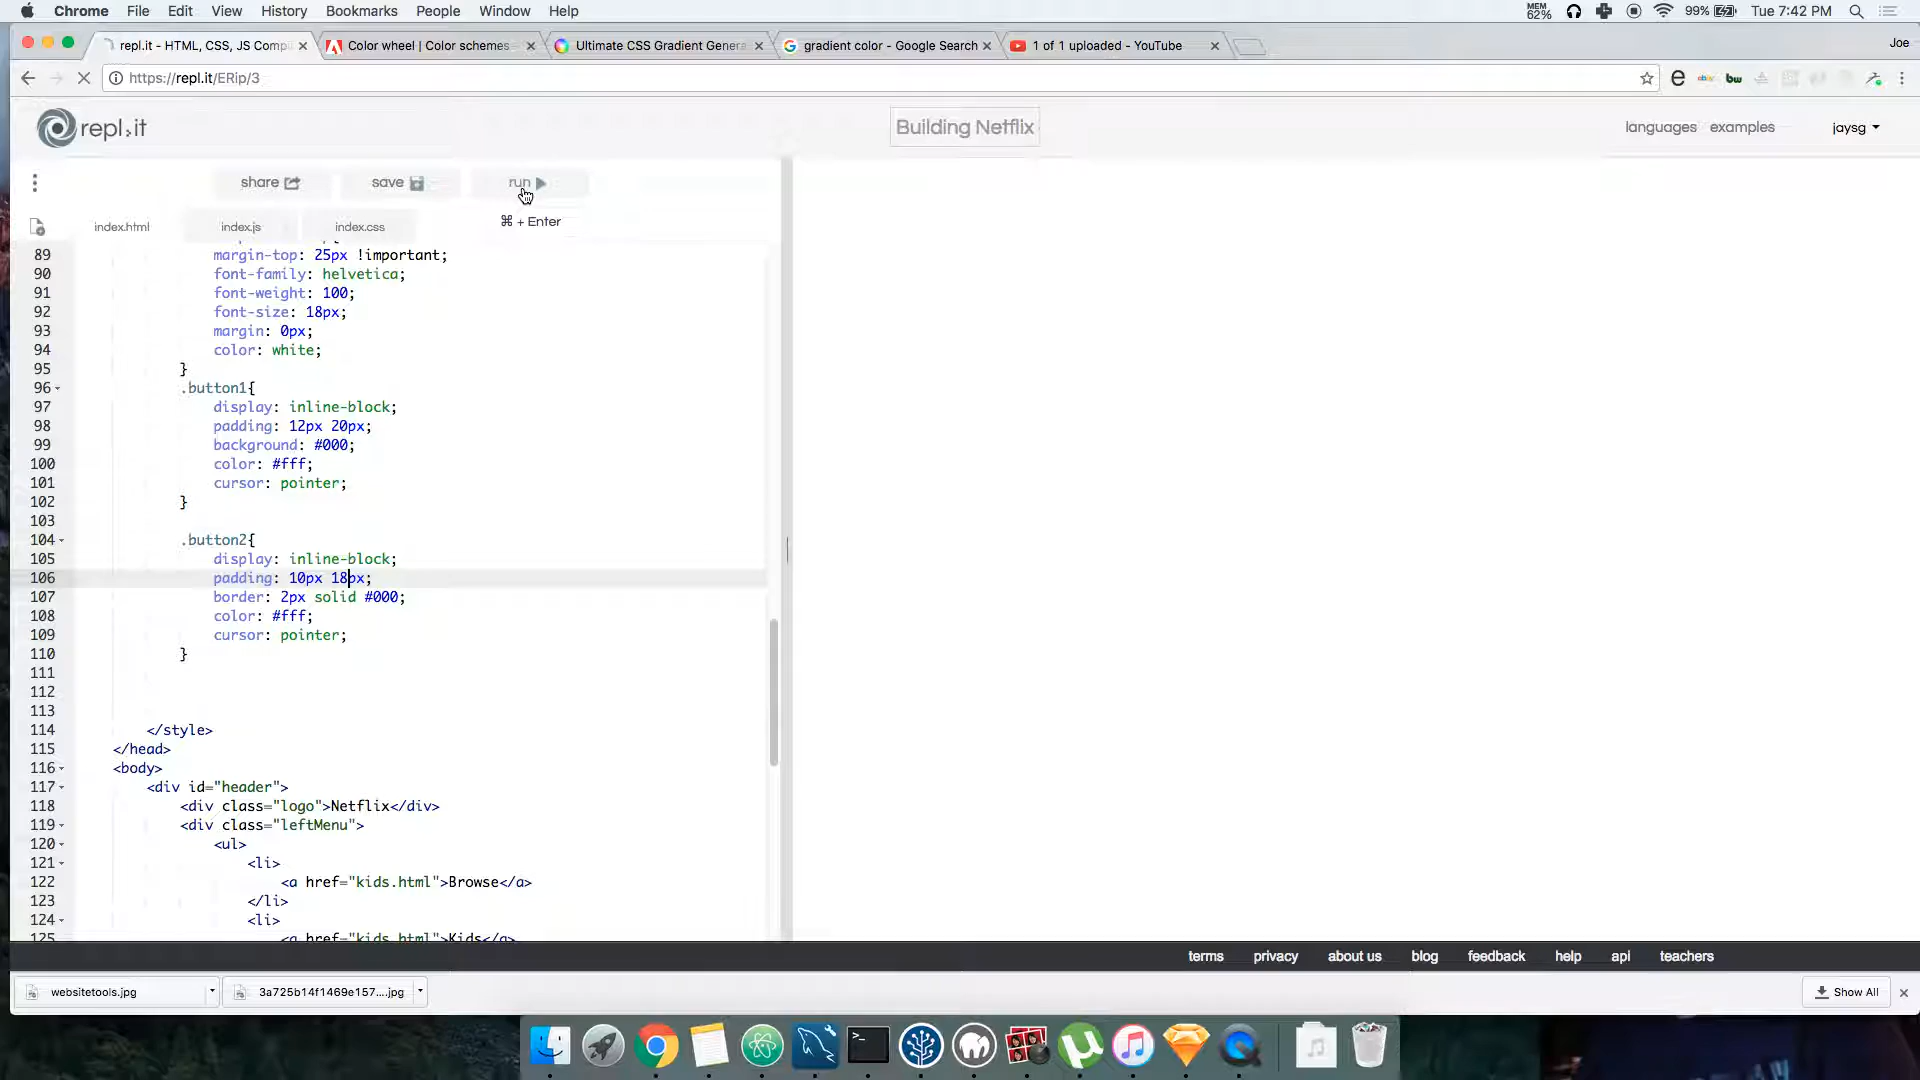 Chrome File Edit View History Bookmarks People Window Help MEM 62% 99% Tue 7:42 PM
repl.it - HTML, CSS, JS Compi Color wheel | Color schemes - Ultimate CSS Gradient Genera gradient color - Google Search 1 of 1 uploaded - YouTube Joe
https://repl.it/ERip/3
repl.it Building Netflix languages examples jaysg
share save run
⌘ + Enter
index.html index.js index.css
89 margin-top: 25px !important;
90 font-family: helvetica;
91 font-weight: 100;
92 font-size: 18px;
93 margin: 0px;
94 color: white;
95 }
96 .button1{
97 display: inline-block;
98 padding: 12px 20px;
99 background: #000;
100 color: #fff;
101 cursor: pointer;
102 }
103
104 .button2{
105 display: inline-block;
106 padding: 10px 18px;
107 border: 2px solid #000;
108 color: #fff;
109 cursor: pointer;
110 }
111
112
113
114 </style>
115 </head>
116 <body>
117 <div id="header">
118 <div class="logo">Netflix</div>
119 <div class="leftMenu">
120 <ul>
121 <li>
122 <a href="kids.html">Browse</a>
123 </li>
124 <li>
125 <a href="kids.html">Kids</a>
terms privacy about us blog feedback help api teachers
websitetools.jpg 3a725b14f1469e157....jpg Show All